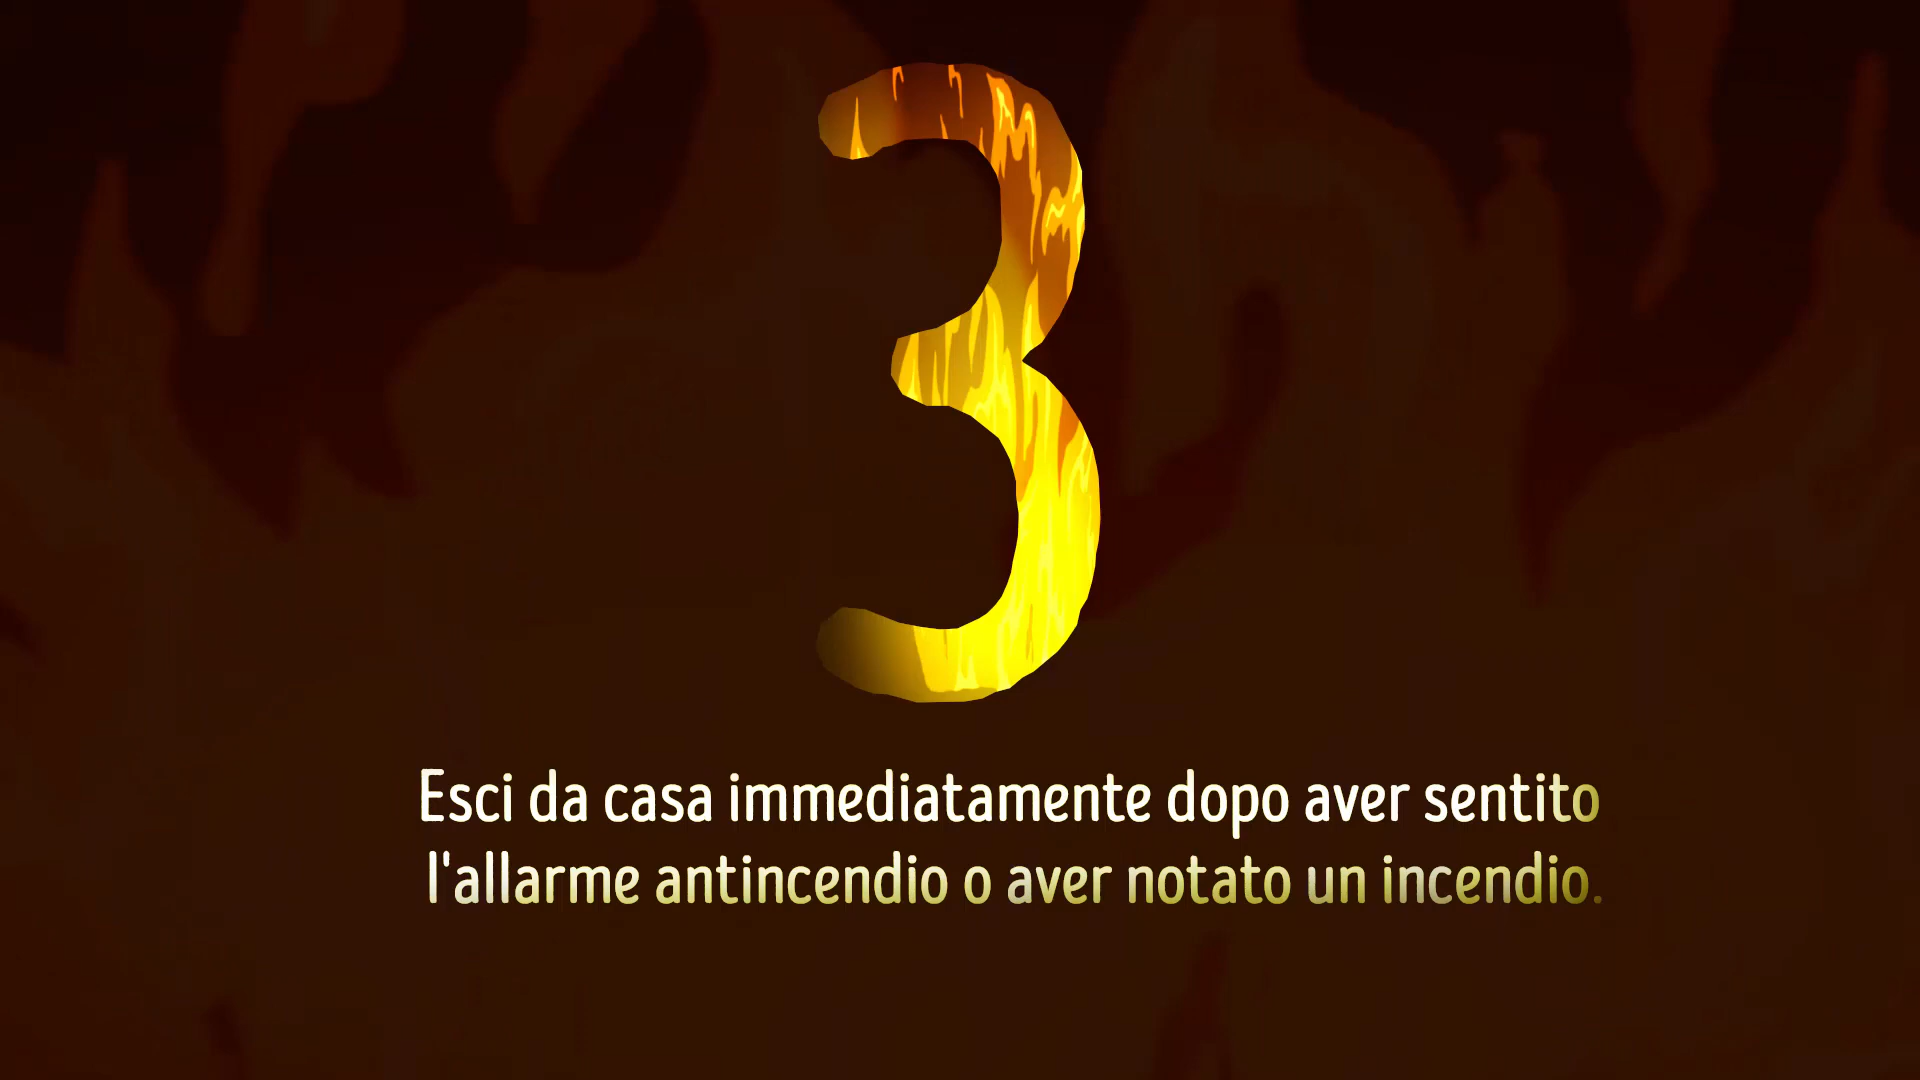 3
Esci da casa immediatamente dopo aver sentito
l'allarme antincendio o aver notato un incendio.